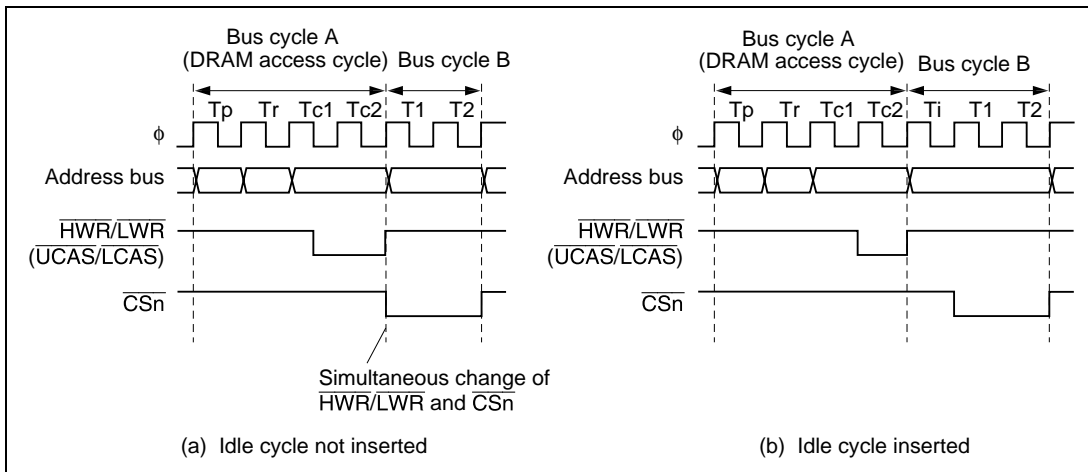 Bus cycle A
(DRAM access cycle)
Bus cycle B
Tp Tr Tc1 Tc2 T1 T2
ϕ
Address bus
HWR/LWR
(UCAS/LCAS)
CSn
Simultaneous change of
HWR/LWR and CSn
(a) Idle cycle not inserted
Bus cycle A
(DRAM access cycle)
Bus cycle B
Tp Tr Tc1 Tc2 Ti T1 T2
ϕ
Address bus
HWR/LWR
(UCAS/LCAS)
CSn
(b) Idle cycle inserted